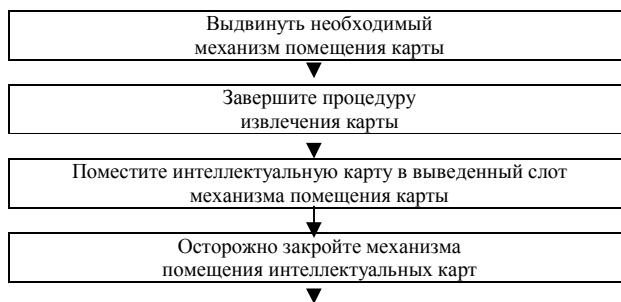 Выдвинуть необходимый
механизм помещения карты
Завершите процедуру
извлечения карты
Поместите интеллектуальную карту в выведенный слот
механизма помещения карты
Осторожно закройте механизма
помещения интеллектуальных карт